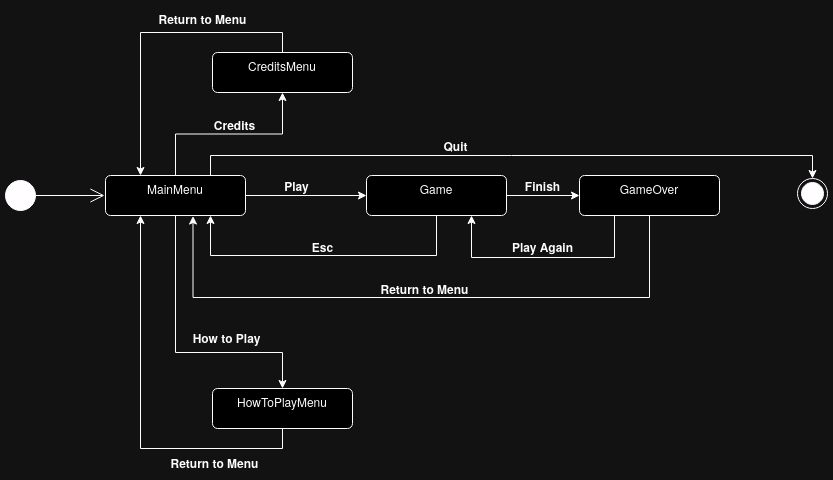 Return to Menu
CreditsMenu
Credits
Quit
MainMenu
Play
Game
Finish
GameOver
Esc
Play Again
Return to Menu
How to Play
HowToPlayMenu
Return to Menu